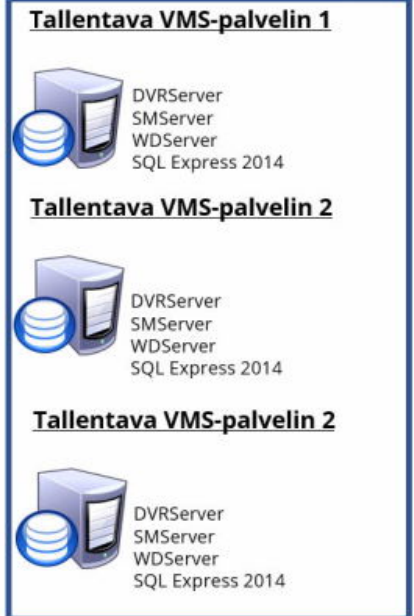 Tallentava VMS-palvelin 1
DVRServer
SMServer
WDServer
SQL Express 2014
Tallentava VMS-palvelin 2
DVRServer
SMServer
WDServer
SQL Express 2014
Tallentava VMS-palvelin 2
DVRServer
SMServer
WDServer
SQL Express 2014